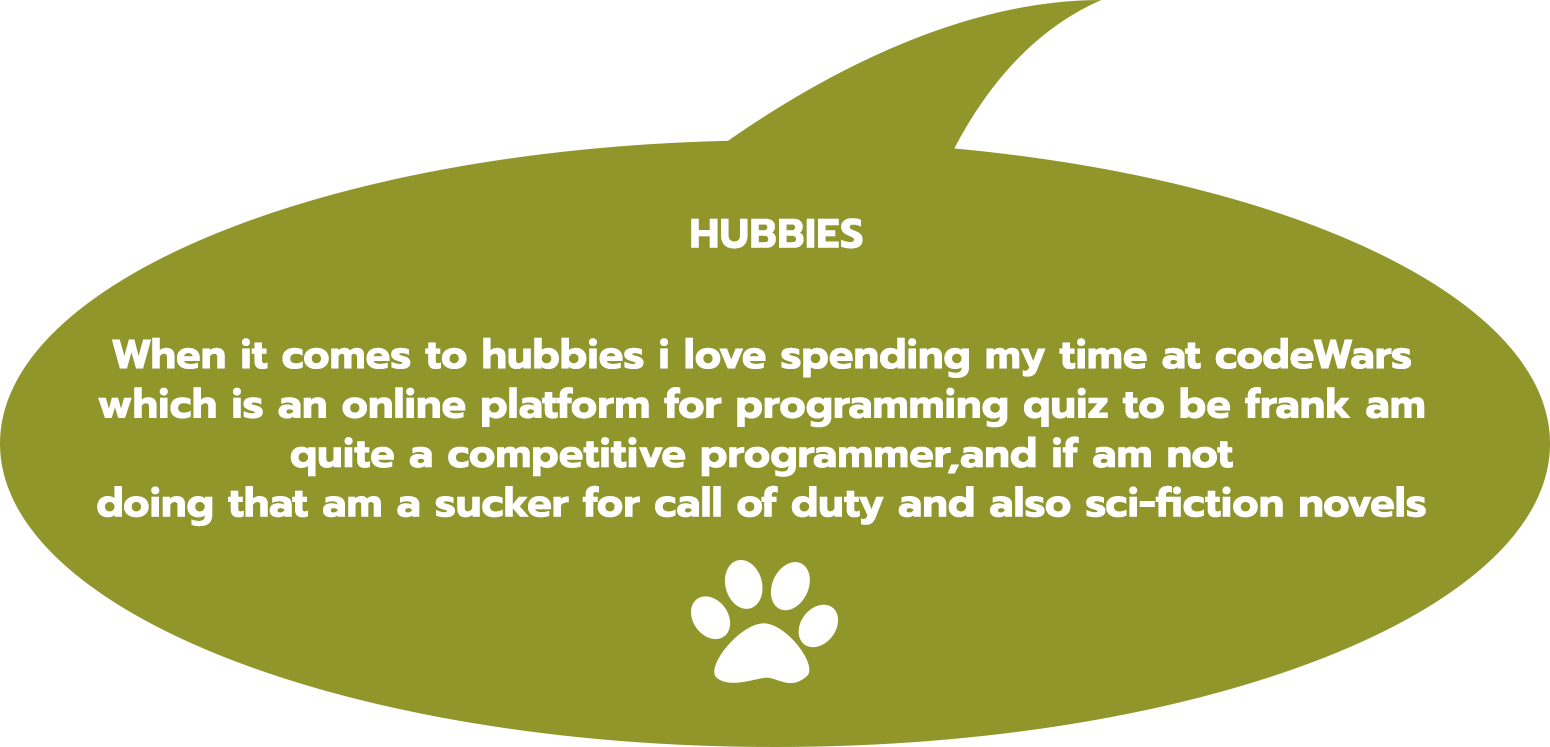 HUBBIES
When it comes to hubbies i love spending my time at codeWars
which is an online platform for programming quiz to be frank am
quite a competitive programmer,and if am not
doing that am a sucker for call of duty and also sci-fiction novels